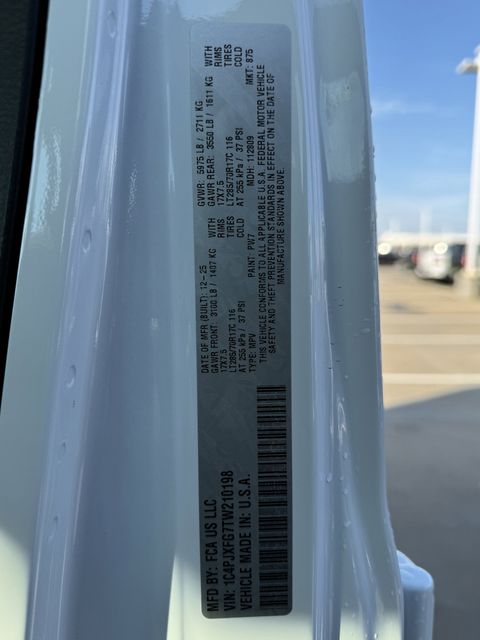 MFD BY: FCA US LLC
VIN: 1C4PJXFG7TW210198
VEHICLE MADE IN: U.S.A.
DATE OF MFR (BUILT): 12-25 GVWR: 5975 LB / 2711 KG
GAWR FRONT: 3100 LB / 1407 KG WITH GAWR REAR: 3550 LB / 1611 KG WITH
17X7.5 RIMS 17X7.5 RIMS
LT285/70R17C 116 TIRES LT285/70R17C 116 TIRES
AT 255 kPa / 37 PSI COLD AT 255 kPa / 37 PSI COLD
TYPE: MPV PAINT: PW7 MDH: 112809 MKT: 875
THIS VEHICLE CONFORMS TO ALL APPLICABLE U.S.A. FEDERAL MOTOR VEHICLE
SAFETY AND THEFT PREVENTION STANDARDS IN EFFECT ON THE DATE OF
MANUFACTURE SHOWN ABOVE.